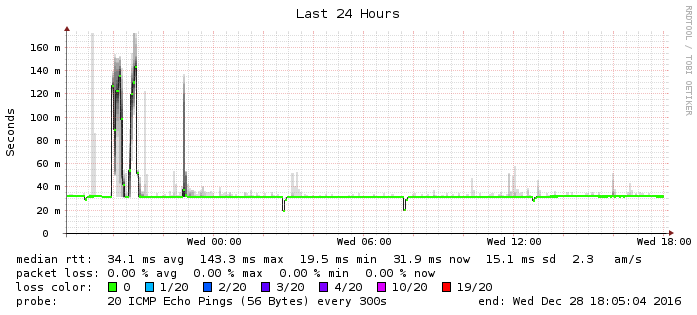 Last 24 Hours
RRDTOOL / TOBI OETIKER
Seconds
160 m
140 m
120 m
100 m
80 m
60 m
40 m
20 m
0
Wed 00:00 Wed 06:00 Wed 12:00 Wed 18:00
median rtt: 34.1 ms avg 143.3 ms max 19.5 ms min 31.9 ms now 15.1 ms sd 2.3 am/s
packet loss: 0.00 % avg 0.00 % max 0.00 % min 0.00 % now
loss color: 0 1/20 2/20 3/20 4/20 10/20 19/20
probe: 20 ICMP Echo Pings (56 Bytes) every 300s end: Wed Dec 28 18:05:04 2016